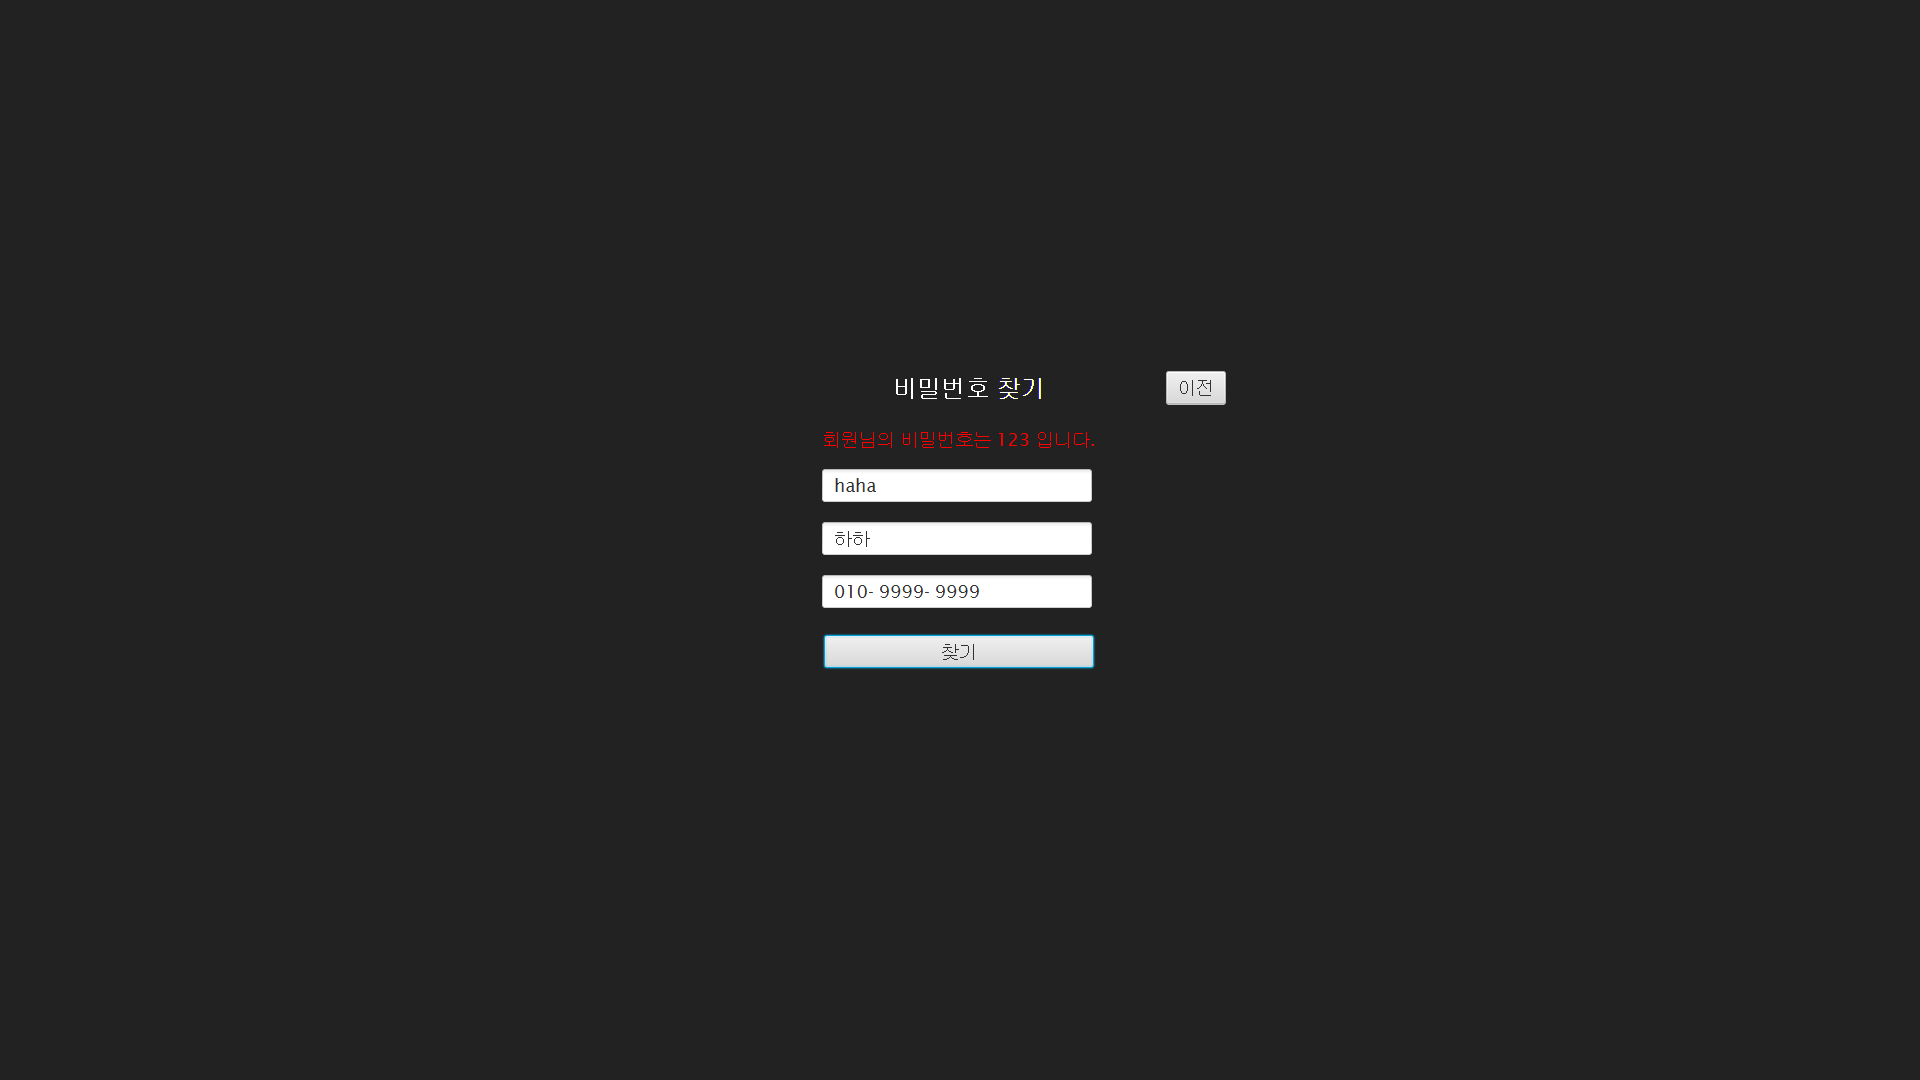 비밀번호 찾기
이전
회원님의 비밀번호는 123 입니다.
haha
하하
010- 9999- 9999
찾기